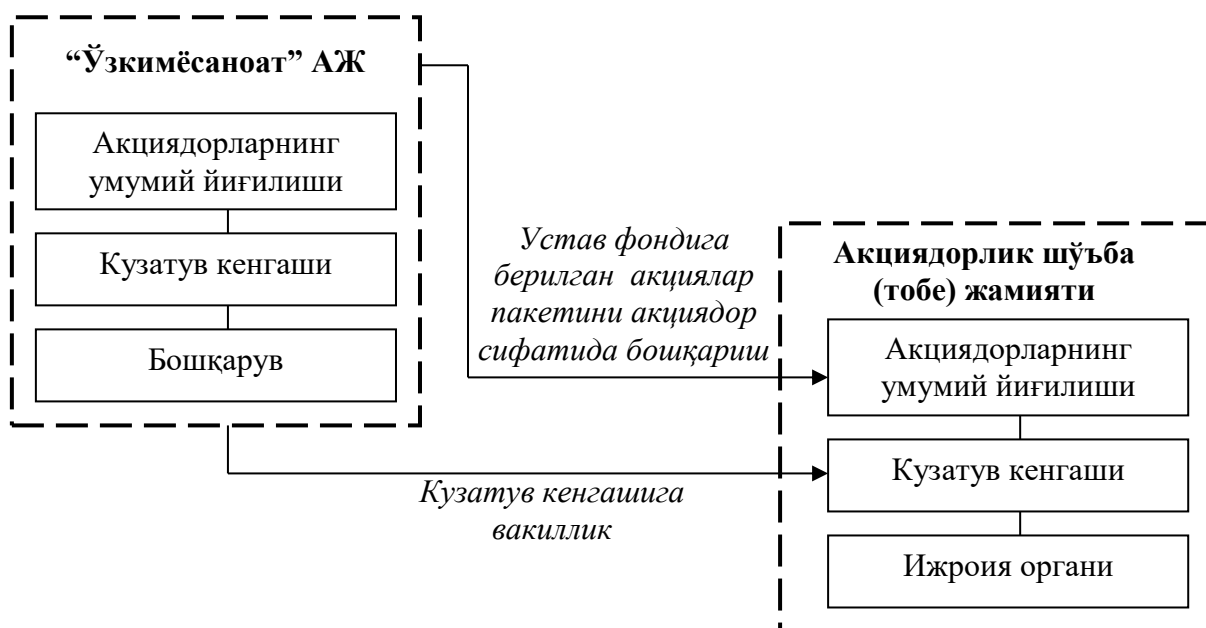 “Ўзкимёсаноат” АЖ
Акциядорларнинг
умумий йиғилиши
Кузатув кенгаши
Бошқарув
Устав фондига
берилган акциялар
пакетини акциядор
сифатида бошқариш
Кузатув кенгашига
вакиллик
Акциядорлик шўъба
(тобе) жамияти
Акциядорларнинг
умумий йиғилиши
Кузатув кенгаши
Ижроия органи